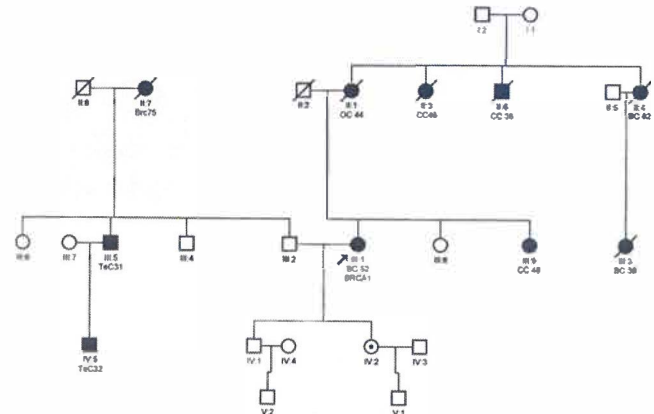 I:2 I:1
II:8 II:7 II:2 II:1 II:3 II:6 II:5 II:4
Brc75 OC 44 CC46 CC 36 BC 42
III:6 III:7 III:5 III:4 III:2 III:1 III:8 III:9 III:3
TeC31 BC 52 CC 48 BC 38
BRCA1
IV:5 IV:1 IV:4 IV:2 IV:3
TeC32
V:2 V:1